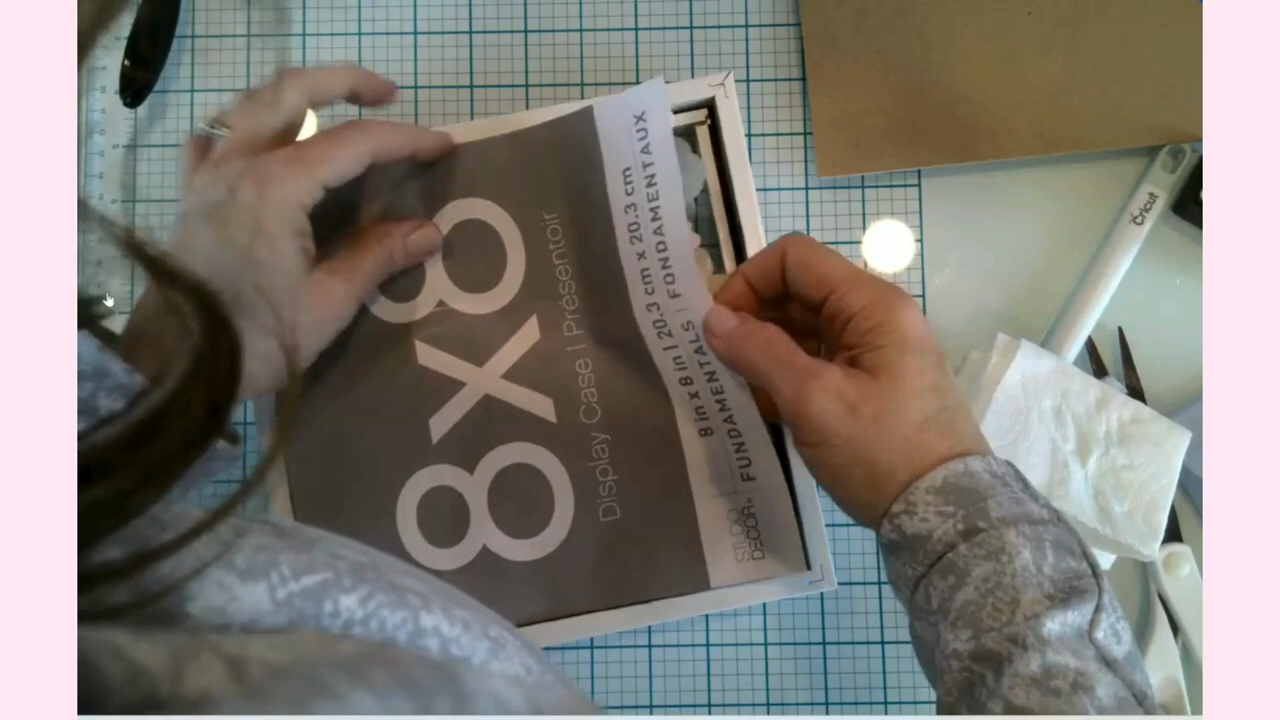 8x8
Display Case | Présentoir
8 in x 8 in | 20.3 cm x 20.3 cm
FUNDAMENTALS | FONDAMENTAUX
STUDIO
DECOR
Cricut